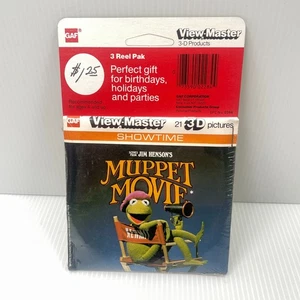 GAF
View-Master
3-D Products
3 Reel Pak
$1.25
Perfect gift
for birthdays,
holidays
and parties
GAF
View-Master
21 3D pictures
SHOWTIME
JIM HENSON'S
MUPPET
MOVIE